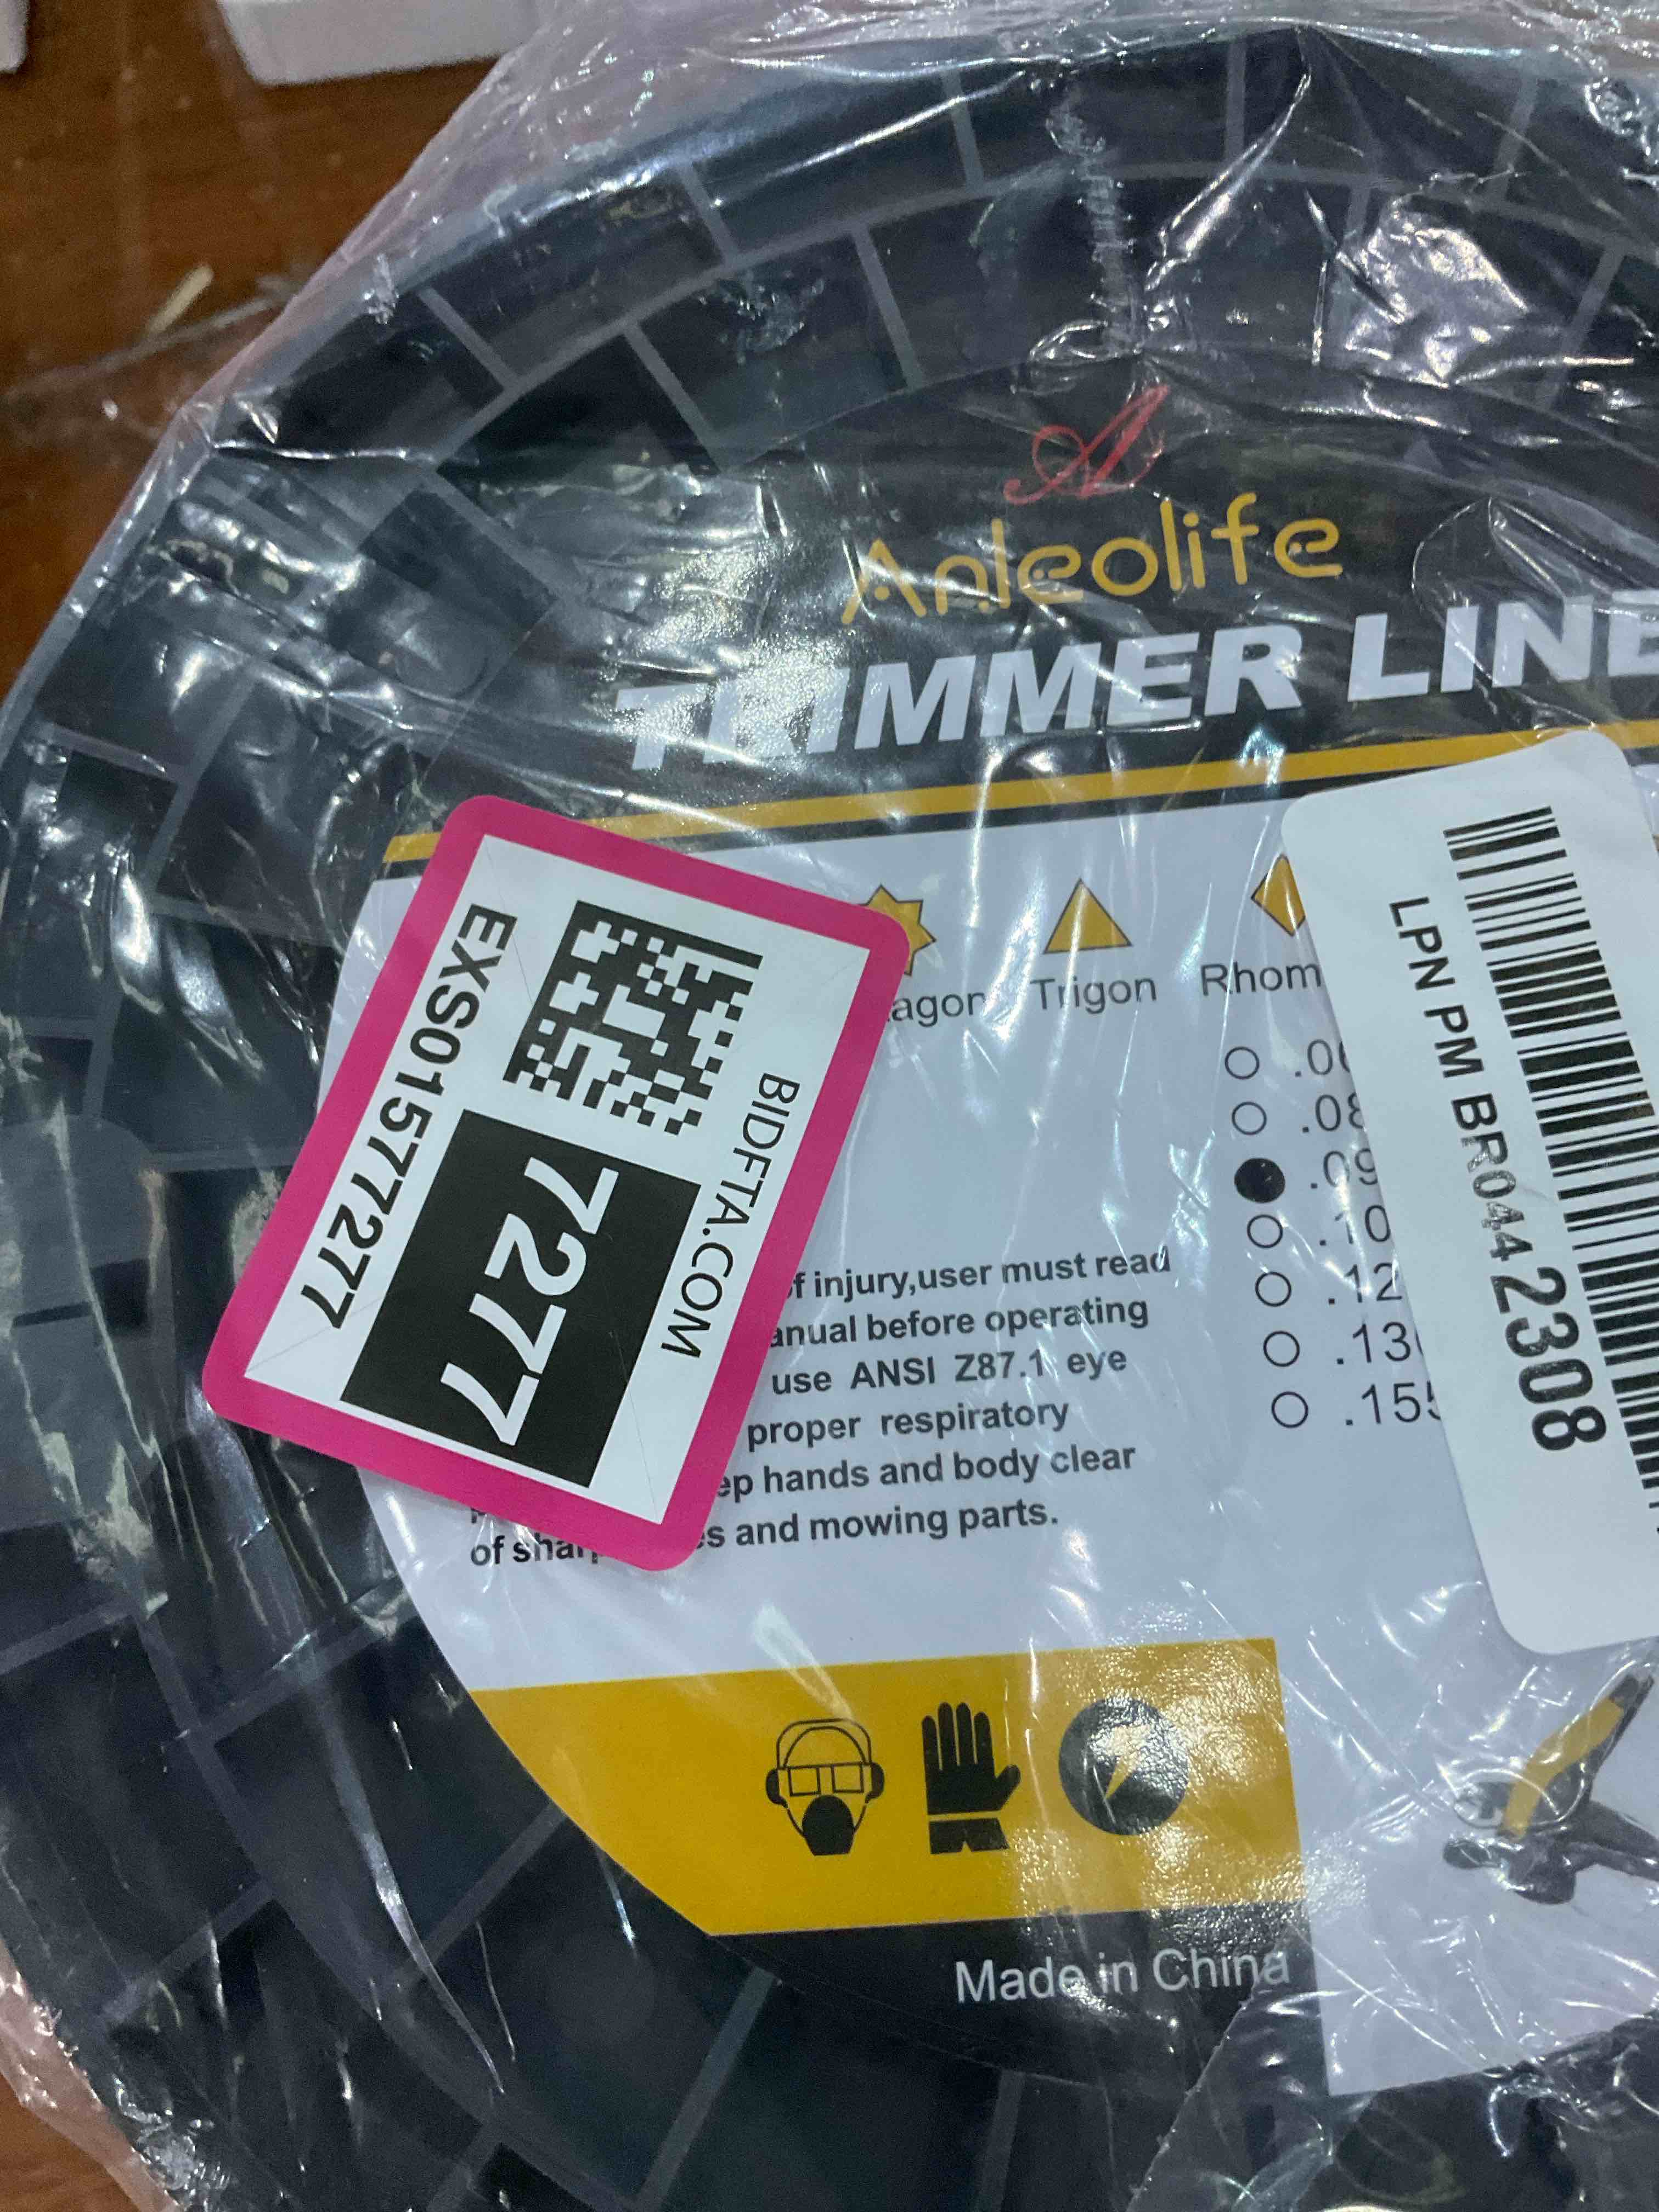 A
Anleolife
TRIMMER LINE
agon Trigon Rhom
.0
.08
.09
.10
.12
.13
.155
f injury,user must read
anual before operating
use ANSI Z87.1 eye
proper respiratory
ep hands and body clear
of shar s and mowing parts.
Made in China
BIDFTA.COM
7277
EXS01577277
LPN PM BR0442308